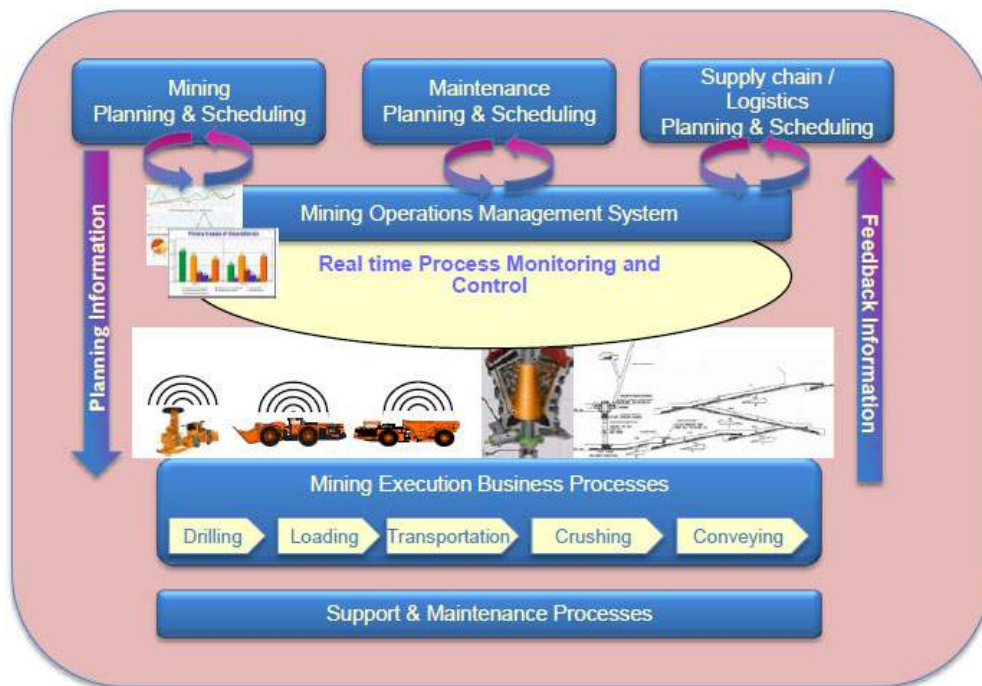 Mining
Planning & Scheduling
Maintenance
Planning & Scheduling
Supply chain /
Logistics
Planning & Scheduling
Mining Operations Management System
Real time Process Monitoring and
Control
Planning Information
Feedback Information
Mining Execution Business Processes
Drilling
Loading
Transportation
Crushing
Conveying
Support & Maintenance Processes